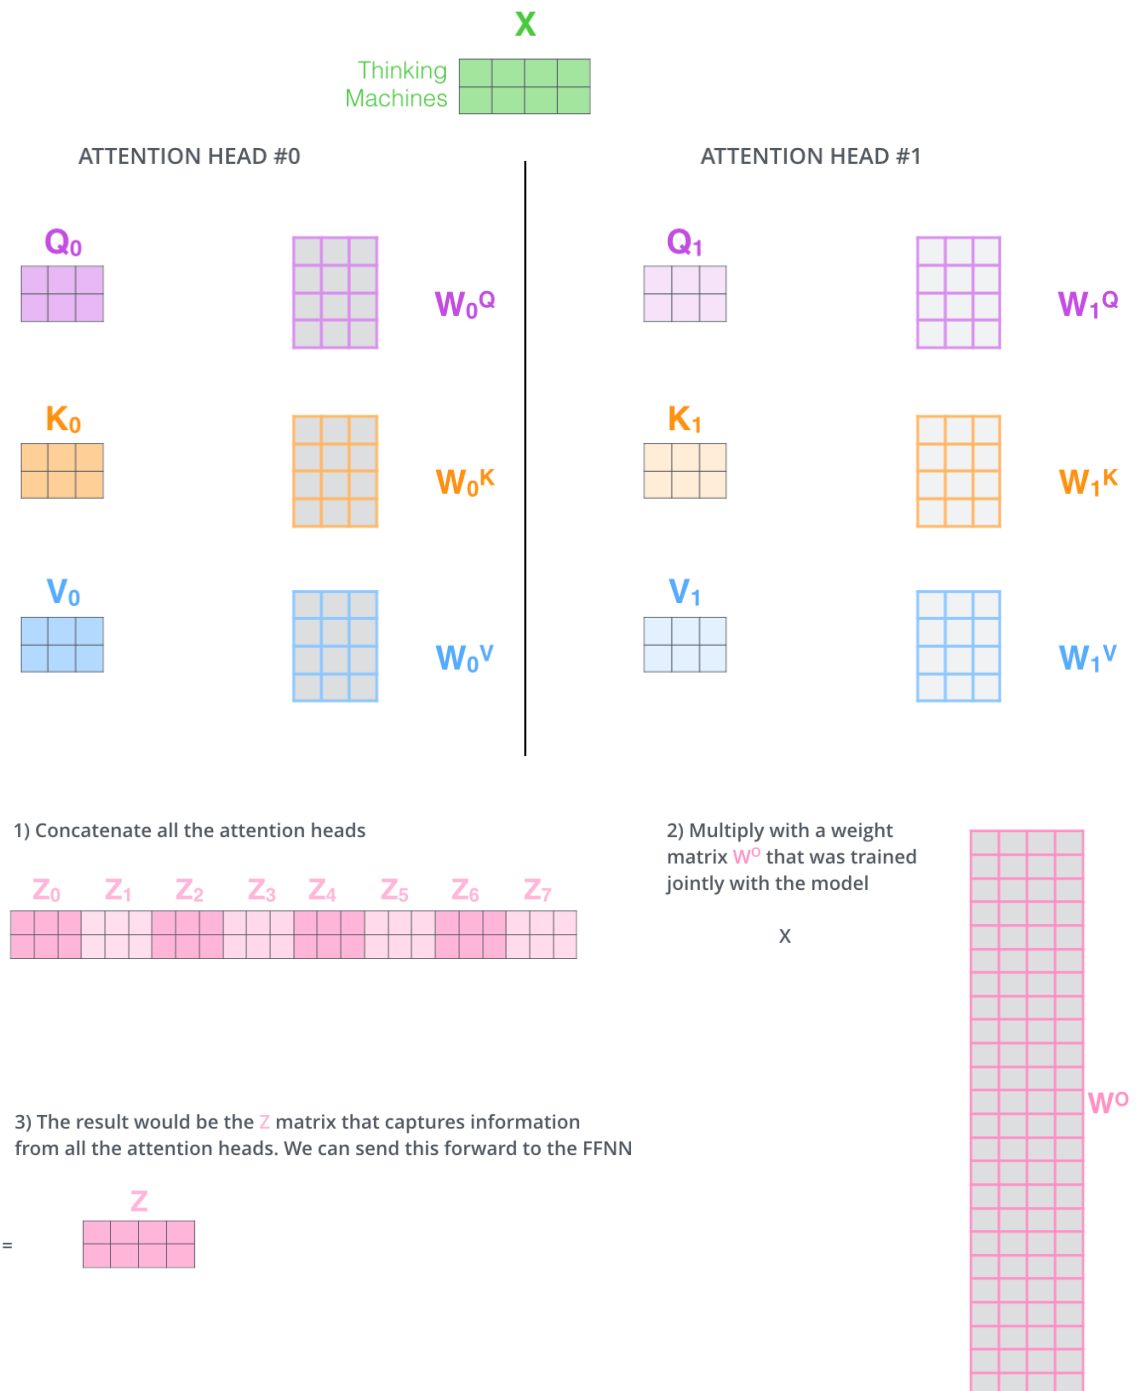 X
Thinking
Machines
ATTENTION HEAD #0
ATTENTION HEAD #1
Q0
W0Q
Q1
W1Q
K0
W0K
K1
W1K
V0
W0V
V1
W1V
1) Concatenate all the attention heads
Z0 Z1 Z2 Z3 Z4 Z5 Z6 Z7
2) Multiply with a weight
matrix WO that was trained
jointly with the model
X
WO
3) The result would be the Z matrix that captures information
from all the attention heads. We can send this forward to the FFNN
Z
=